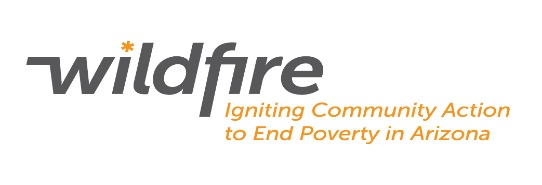 wildfire
Igniting Community Action
to End Poverty in Arizona